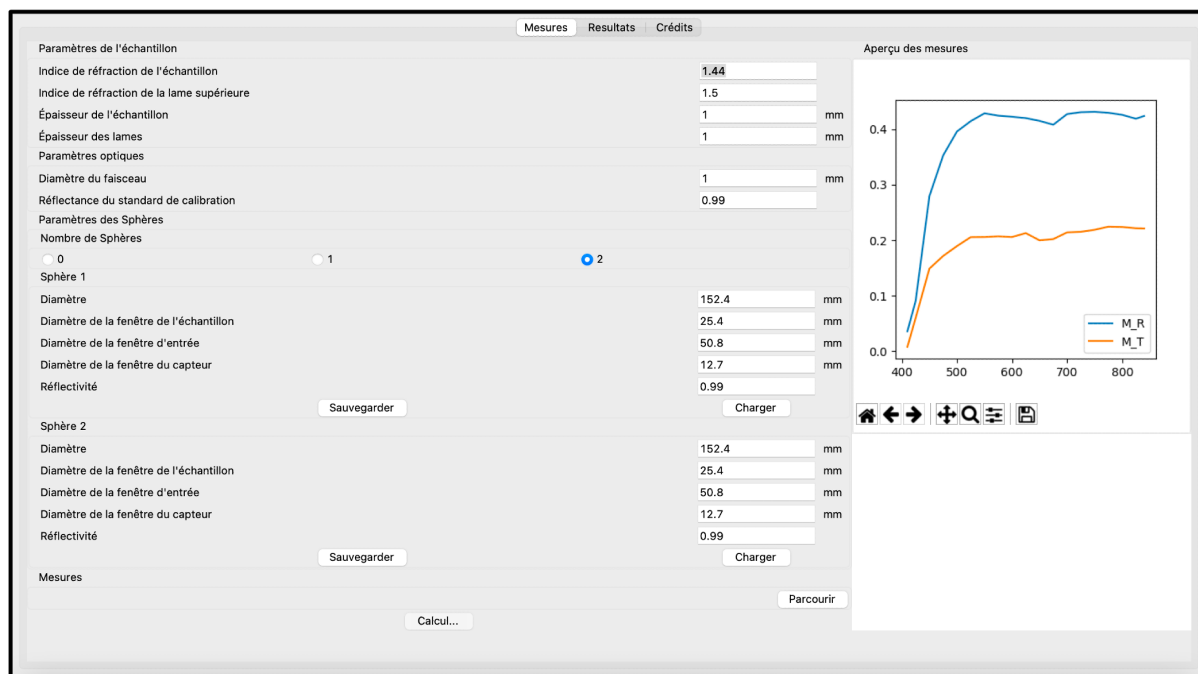 Mesures Resultats Crédits
Paramètres de l'échantillon
Indice de réfraction de l'échantillon 1.44
Indice de réfraction de la lame supérieure 1.5
Épaisseur de l'échantillon 1 mm
Épaisseur des lames 1 mm
Paramètres optiques
Diamètre du faisceau 1 mm
Réflectance du standard de calibration 0.99
Paramètres des Sphères
Nombre de Sphères
0 1 2
Sphère 1
Diamètre 152.4 mm
Diamètre de la fenêtre de l'échantillon 25.4 mm
Diamètre de la fenêtre d'entrée 50.8 mm
Diamètre de la fenêtre du capteur 12.7 mm
Réflectivité 0.99
Sauvegarder Charger
Sphère 2
Diamètre 152.4 mm
Diamètre de la fenêtre de l'échantillon 25.4 mm
Diamètre de la fenêtre d'entrée 50.8 mm
Diamètre de la fenêtre du capteur 12.7 mm
Réflectivité 0.99
Sauvegarder Charger
Mesures
Parcourir
Calcul...
Aperçu des mesures
0.4
0.3
0.2
0.1
0.0
M_R
M_T
400 500 600 700 800